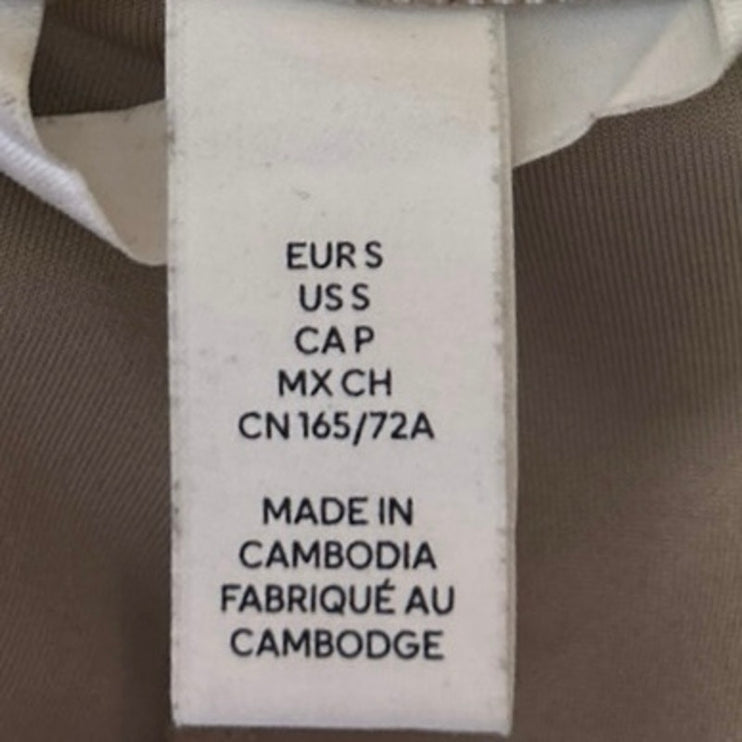 EUR S
US S
CA P
MX CH
CN 165/72A
MADE IN
CAMBODIA
FABRIQUÉ AU
CAMBODGE